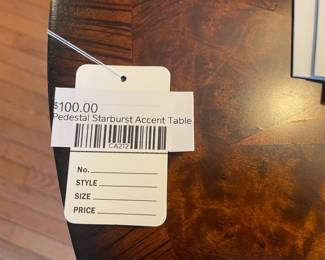 $100.00
Pedestal Starburst Accent Table
CA212
No.
STYLE
SIZE
PRICE